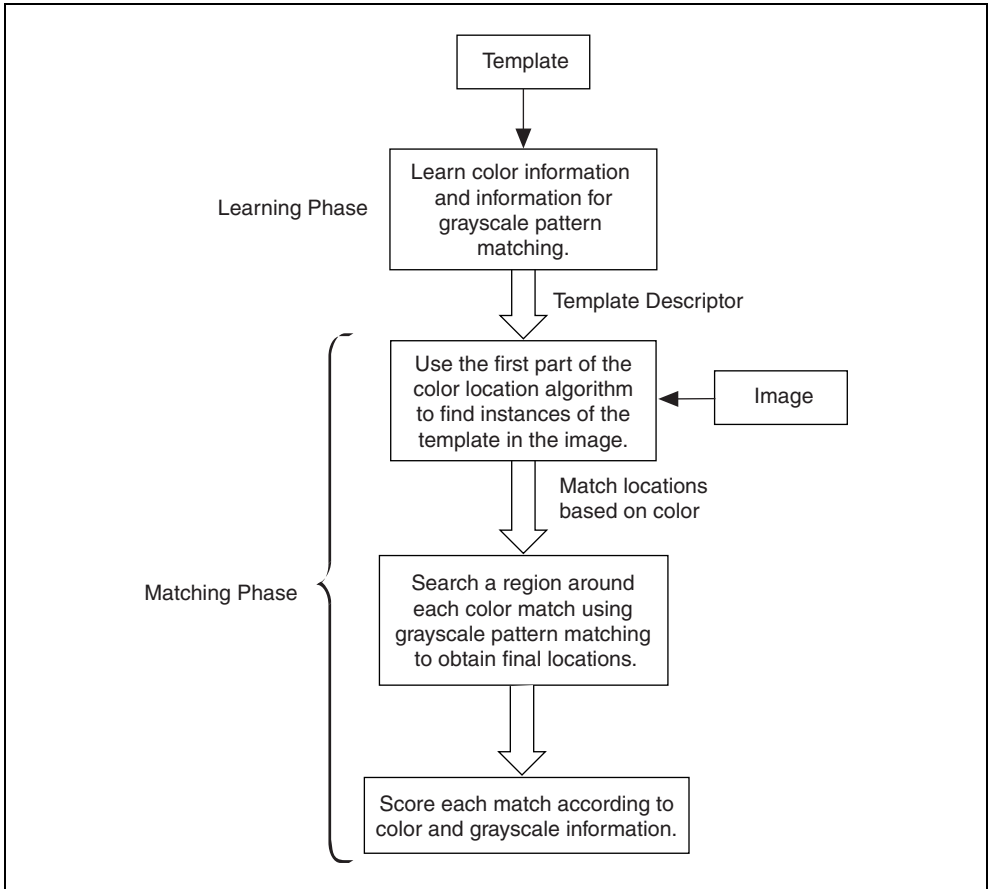 Template
Learn color information
and information for
grayscale pattern
matching.
Learning Phase
Template Descriptor
Use the first part of the
color location algorithm
to find instances of the
template in the image.
Image
Match locations
based on color
Matching Phase
Search a region around
each color match using
grayscale pattern matching
to obtain final locations.
Score each match according to
color and grayscale information.